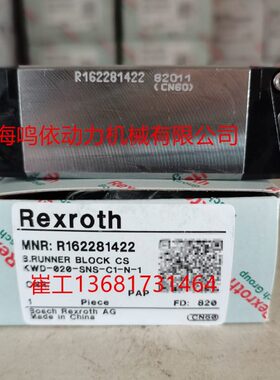 R162281422 82011
(CN60)
海鸣依动力机械有限公
Rexroth
MNR: R162281422
B.RUNNER BLOCK CS
KWD-020-SNS-C1-N-1
PAP
1 Piece FD: 820
Bosch Rexroth AG
Made in China
(CN60)
崔工13681731464